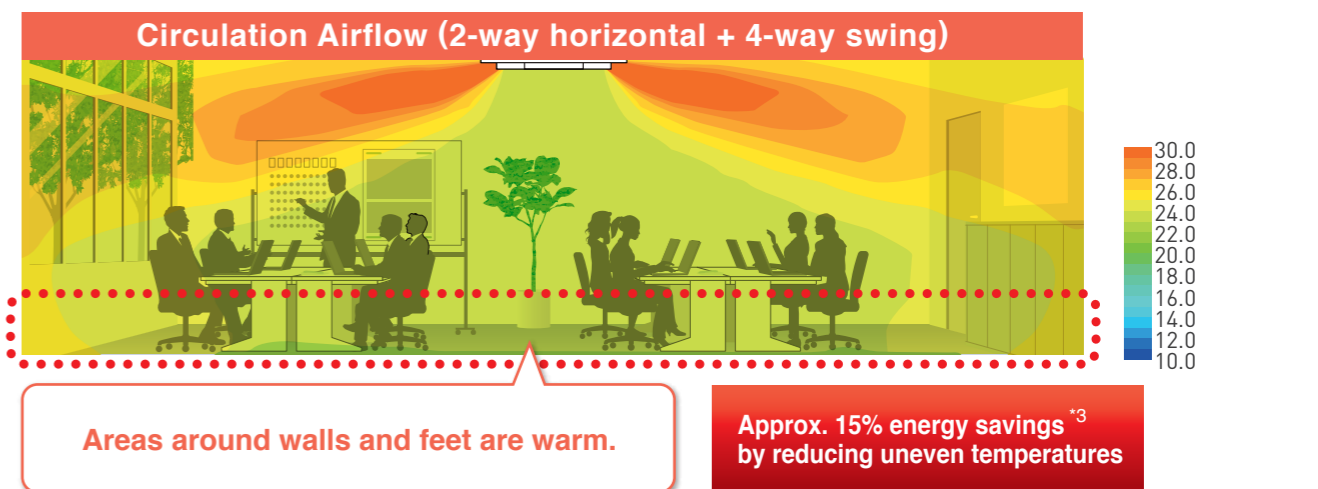 Circulation Airflow (2-way horizontal + 4-way swing)
30.0
28.0
26.0
24.0
22.0
20.0
18.0
16.0
14.0
12.0
10.0
Areas around walls and feet are warm.
Approx. 15% energy savings *3
by reducing uneven temperatures